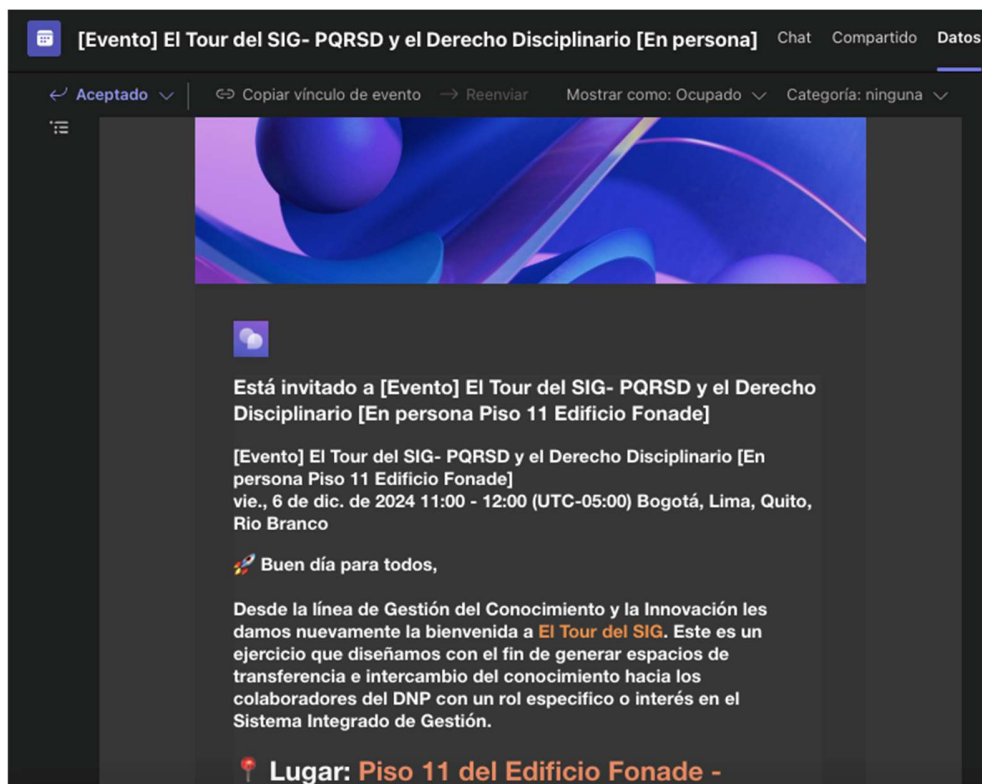 [Evento] El Tour del SIG- PQRSD y el Derecho Disciplinario [En persona] Chat Compartido Datos
Aceptado Copiar vínculo de evento Reenviar Mostrar como: Ocupado Categoría: ninguna
Está invitado a [Evento] El Tour del SIG- PQRSD y el Derecho
Disciplinario [En persona Piso 11 Edificio Fonade]
[Evento] El Tour del SIG- PQRSD y el Derecho Disciplinario [En
persona Piso 11 Edificio Fonade]
vie., 6 de dic. de 2024 11:00 - 12:00 (UTC-05:00) Bogotá, Lima, Quito,
Rio Branco
🚀 Buen día para todos,
Desde la línea de Gestión del Conocimiento y la Innovación les
damos nuevamente la bienvenida a El Tour del SIG. Este es un
ejercicio que diseñamos con el fin de generar espacios de
transferencia e intercambio del conocimiento hacia los
colaboradores del DNP con un rol especifico o interés en el
Sistema Integrado de Gestión.
📍 Lugar: Piso 11 del Edificio Fonade -